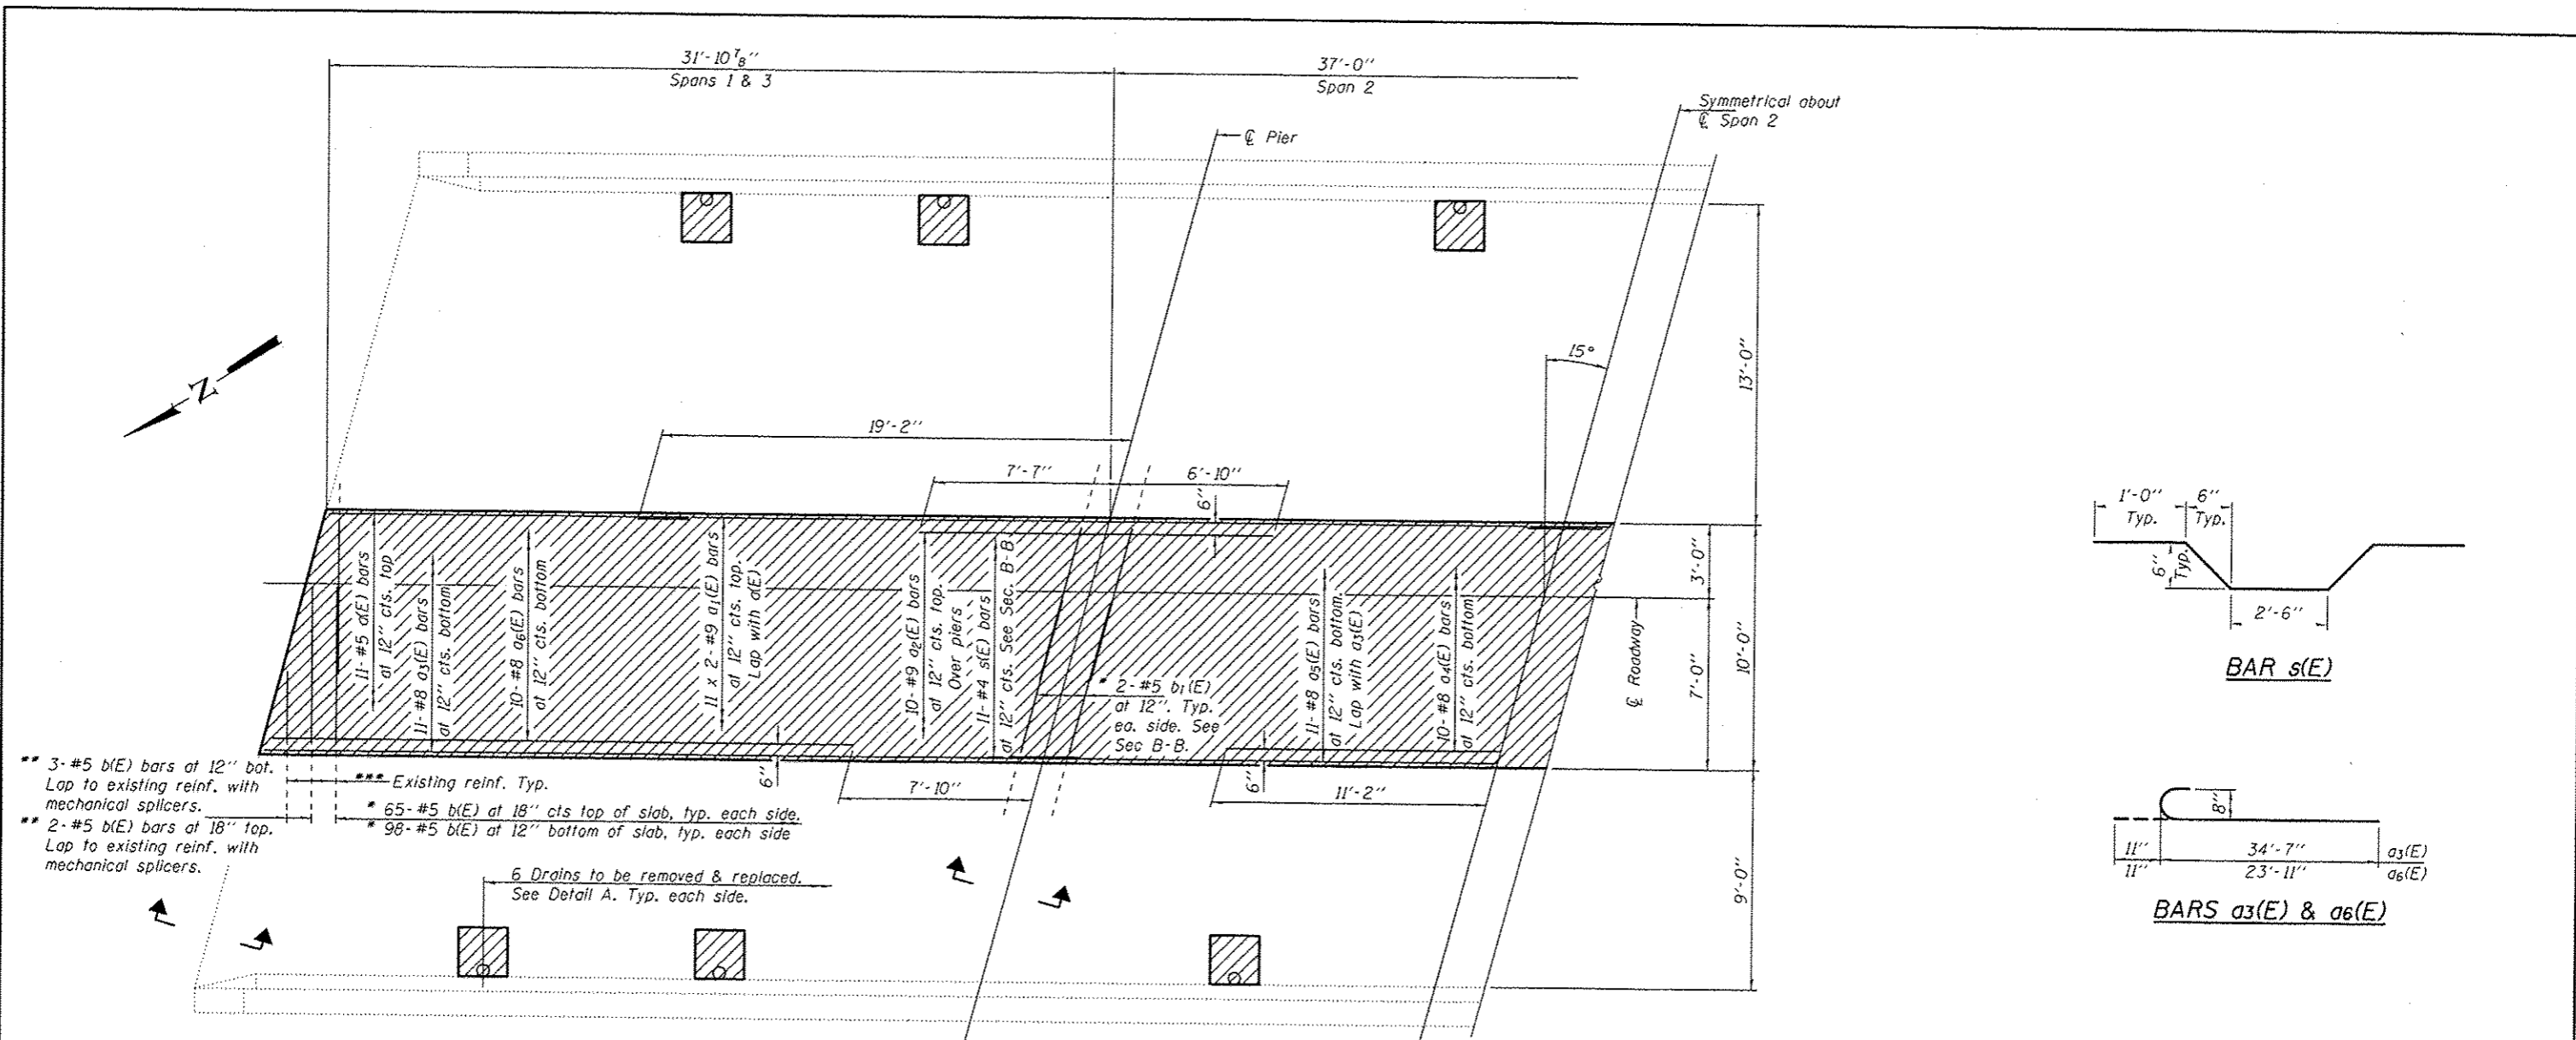 31'-10 7/8"
Spans 1 & 3
37'-0"
Span 2
Symmetrical about
℄ Span 2
℄ Pier
N
15°
13'-0"
19'-2"
7'-7"
6'-10"
6"
11-#5 a(E) bars
at 12" cts. top
11-#8 a3(E) bars
at 12" cts. bottom
10-#8 a6(E) bars
at 12" cts. bottom
11 x 2-#9 a1(E) bars
at 12" cts. top.
Lap with a(E)
10-#9 a2(E) bars
at 12" cts. top.
Over piers
11-#4 s(E) bars
at 12" cts. See Sec. B-B
* 2-#5 b1(E)
at 12". Typ.
ea. side. See
Sec B-B.
11-#8 a5(E) bars
at 12" cts. bottom.
Lap with a3(E)
10-#8 a4(E) bars
at 12" cts. bottom
℄ Roadway
3'-0"
7'-0"
10'-0"
9'-0"
** 3-#5 b(E) bars at 12" bot.
Lap to existing reinf. with
mechanical splicers.
** 2-#5 b(E) bars at 18" top.
Lap to existing reinf. with
mechanical splicers.
*** Existing reinf. Typ.
* 65-#5 b(E) at 18" cts top of slab, typ. each side.
* 98-#5 b(E) at 12" bottom of slab, typ. each side
6"
7'-10"
6"
11'-2"
6 Drains to be removed & replaced.
See Detail A. Typ. each side.
1'-0"
Typ.
6"
Typ.
6"
Typ.
2'-6"
BAR s(E)
8"
11" 34'-7" a3(E)
11" 23'-11" a6(E)
BARS a3(E) & a6(E)